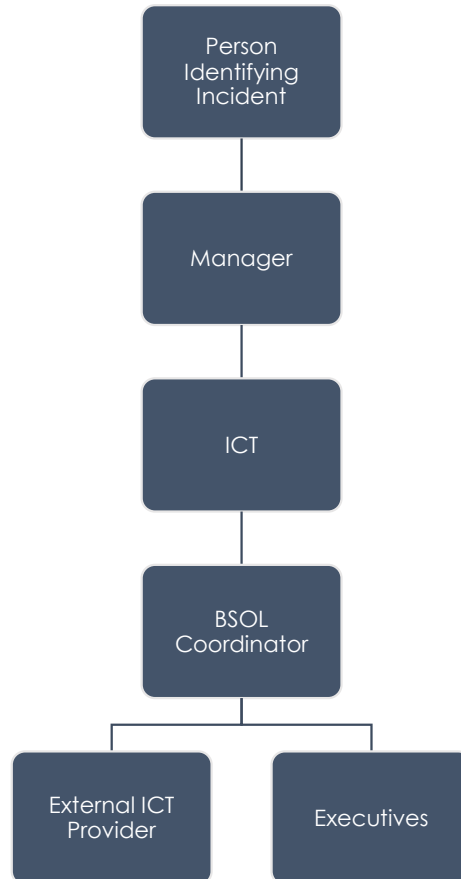 Person
Identifying
Incident
Manager
ICT
BSOL
Coordinator
External ICT
Provider
Executives